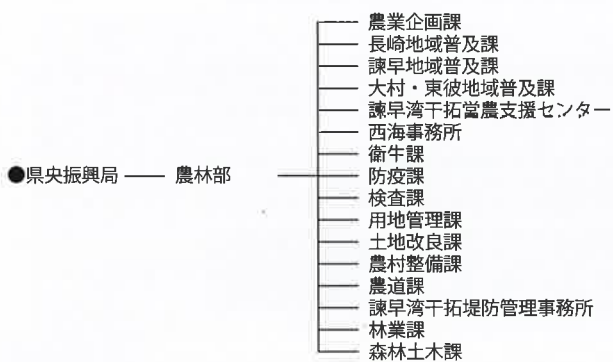 農業企画課
長崎地域普及課
諫早地域普及課
大村・東彼地域普及課
諫早湾干拓営農支援センター
西海事務所
衛生課
●県央振興局 農林部 防疫課
検査課
用地管理課
土地改良課
農村整備課
農道課
諫早湾干拓堤防管理事務所
林業課
森林土木課